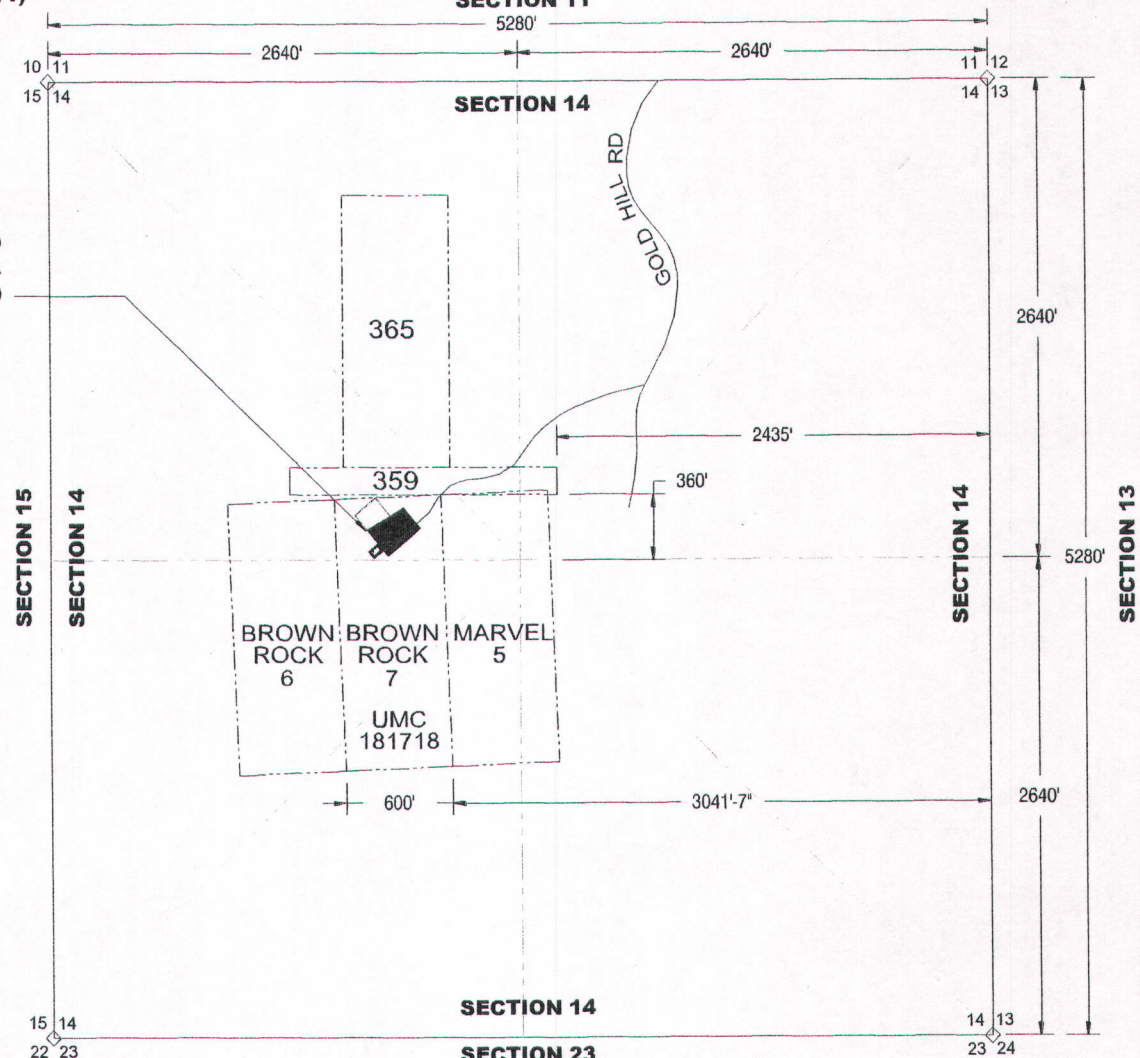 SECTION 11
5280'
2640' 2640'
10 11
15 14
11 12
14 13
SECTION 14
GOLD HILL RD
365
2640'
2435'
359
360'
SECTION 15
SECTION 14
SECTION 14
5280'
SECTION 13
BROWN ROCK 6
BROWN ROCK 7
MARVEL 5
UMC
181718
600'
3041'-7"
2640'
SECTION 14
15 14
22 23
14 13
23 24
SECTION 23